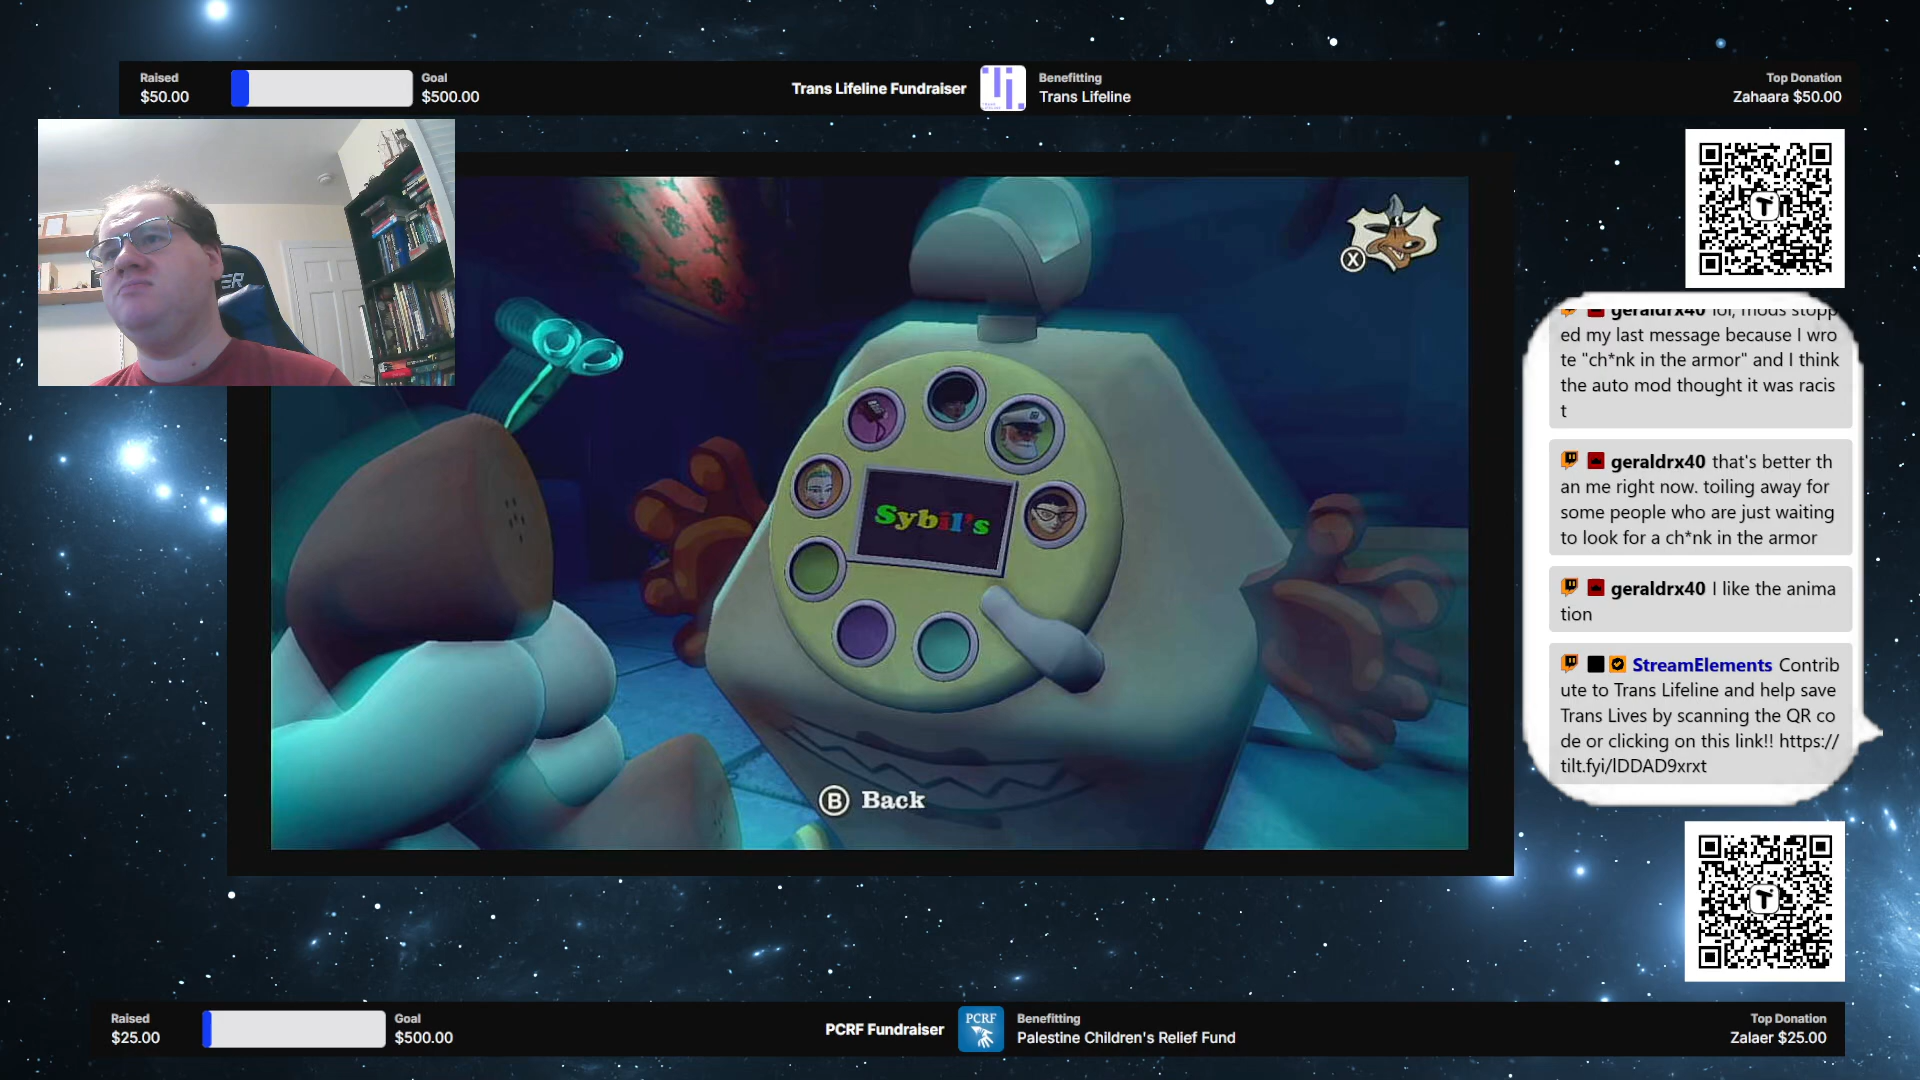 Raised
$50.00
Goal
$500.00
Trans Lifeline Fundraiser
Benefitting
Trans Lifeline
Top Donation
Zahaara $50.00
geraldrx40 lol, mods stopp
ed my last message because I wro
te "ch*nk in the armor" and I think
the auto mod thought it was racis
t
geraldrx40 that's better th
an me right now. toiling away for
some people who are just waiting
to look for a ch*nk in the armor
geraldrx40 I like the anima
tion
StreamElements Contrib
ute to Trans Lifeline and help save
Trans Lives by scanning the QR co
de or clicking on this link!! https://
tilt.fyi/lDDAD9xrxt
X
Sybil's
B Back
Raised
$25.00
Goal
$500.00
PCRF Fundraiser
PCRF
Benefitting
Palestine Children's Relief Fund
Top Donation
Zalaer $25.00